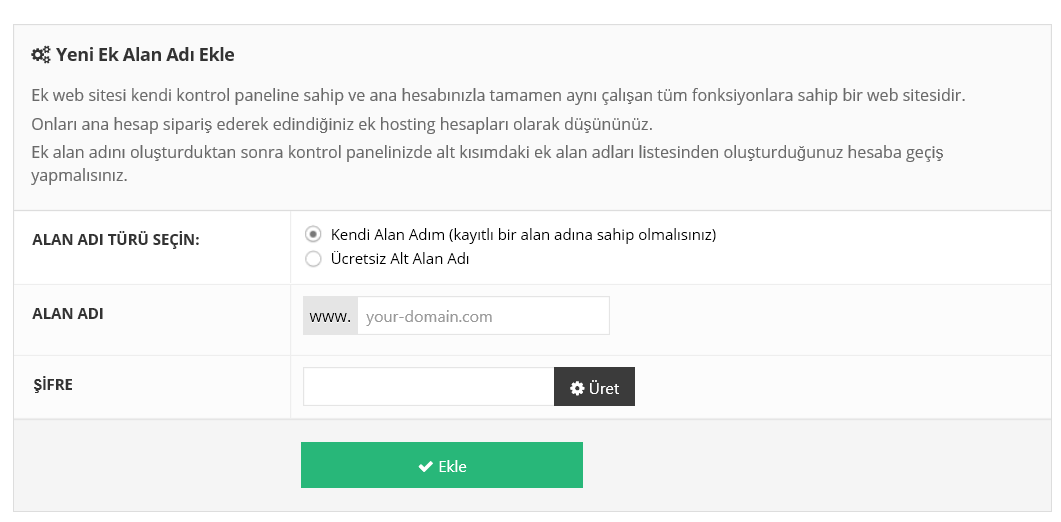 Yeni Ek Alan Adı Ekle
Ek web sitesi kendi kontrol paneline sahip ve ana hesabınızla tamamen aynı çalışan tüm fonksiyonlara sahip bir web sitesidir.
Onları ana hesap sipariş ederek edindiğiniz ek hosting hesapları olarak düşününüz.
Ek alan adını oluşturduktan sonra kontrol panelinizde alt kısımdaki ek alan adları listesinden oluşturduğunuz hesaba geçiş
yapmalısınız.
ALAN ADI TÜRÜ SEÇİN:
Kendi Alan Adım (kayıtlı bir alan adına sahip olmalısınız)
Ücretsiz Alt Alan Adı
ALAN ADI
www. your-domain.com
ŞİFRE
Üret
Ekle